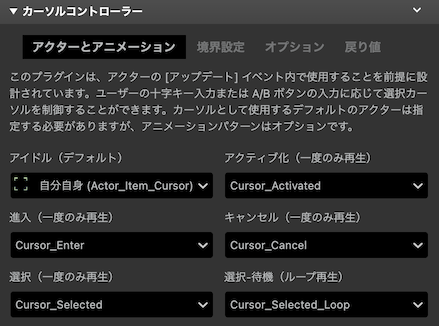 カーソルコントローラー
アクターとアニメーション 境界設定 オプション 戻り値
このプラグインは、アクターの [アップデート] イベント内で使用することを前提に設
計されています。ユーザーの十字キー入力または A/B ボタンの入力に応じて選択カー
ソルを制御することができます。カーソルとして使用するデフォルトのアクターは指
定する必要がありますが、アニメーションパターンはオプションです。
アイドル（デフォルト） アクティブ化（一度のみ再生）
自分自身 (Actor_Item_Cursor) Cursor_Activated
進入（一度のみ再生） キャンセル（一度のみ再生）
Cursor_Enter Cursor_Cancel
選択（一度のみ再生） 選択-待機（ループ再生）
Cursor_Selected Cursor_Selected_Loop